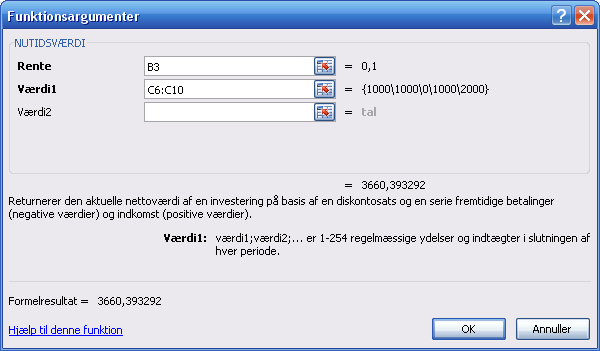 Funktionsargumenter
NUTIDSVÆRDI
Rente B3 = 0,1
Værdi1 C6:C10 = {1000\1000\0\1000\2000}
Værdi2 = tal
= 3660,393292
Returnerer den aktuelle nettoværdi af en investering på basis af en diskontosats og en serie fremtidige betalinger
(negative værdier) og indkomst (positive værdier).
Værdi1: værdi1;værdi2;... er 1-254 regelmæssige ydelser og indtægter i slutningen af
hver periode.
Formelresultat = 3660,393292
Hjælp til denne funktion OK Annuller